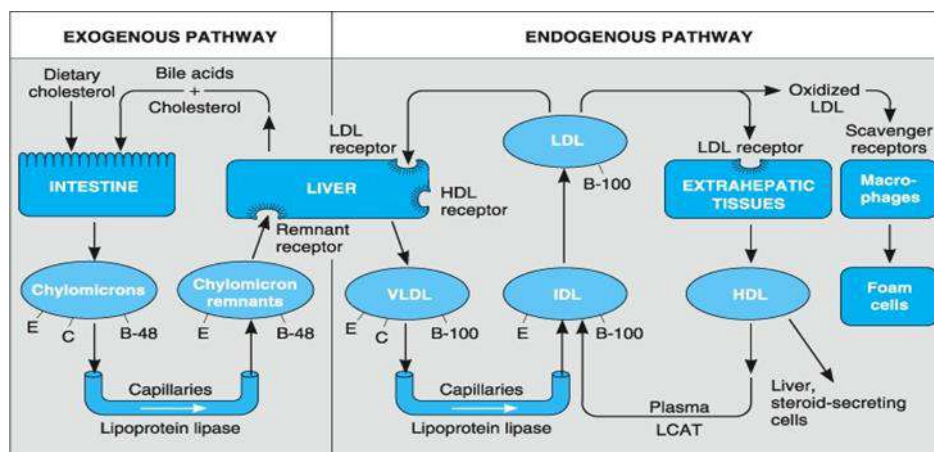 EXOGENOUS PATHWAY
Dietary
cholesterol
Bile acids
+
Cholesterol
INTESTINE
LIVER
Remnant
receptor
Chylomicrons
E
C
B-48
Chylomicron
remnants
E
B-48
Capillaries
Lipoprotein lipase
ENDOGENOUS PATHWAY
LDL
receptor
HDL
receptor
LDL
B-100
Oxidized
LDL
Scavenger
receptors
LDL receptor
EXTRAHEPATIC
TISSUES
Macro-
phages
VLDL
E
C
B-100
IDL
E
B-100
HDL
Foam
cells
Capillaries
Lipoprotein lipase
Plasma
LCAT
Liver,
steroid-secreting
cells